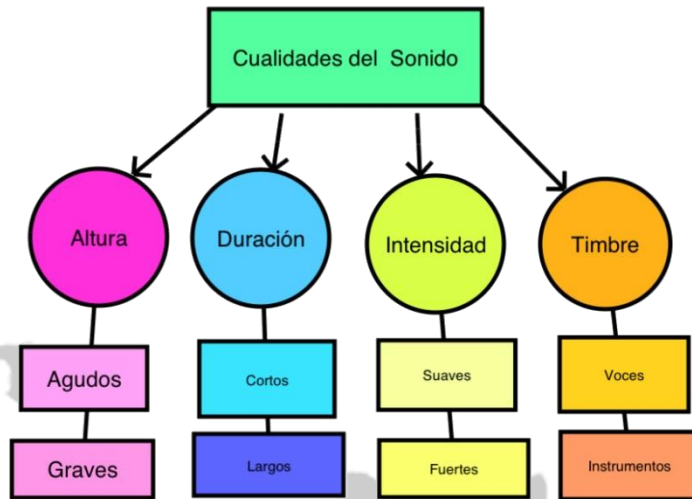 Cualidades del Sonido
Altura
Duración
Intensidad
Timbre
Agudos
Cortos
Suaves
Voces
Graves
Largos
Fuertes
Instrumentos